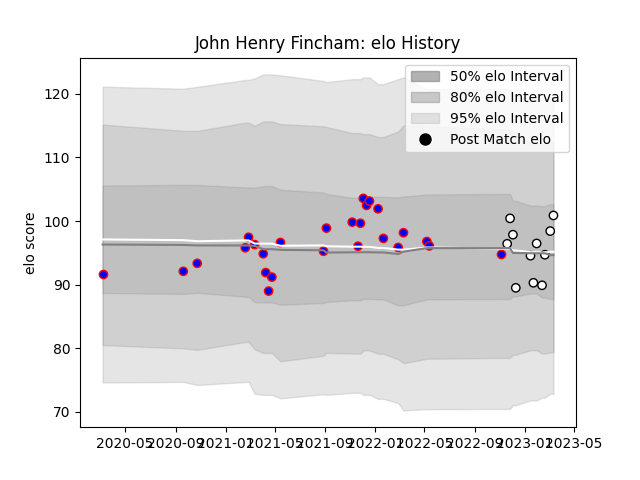 John Henry Fincham: elo History
50% elo Interval
80% elo Interval
95% elo Interval
Post Match elo
elo score
120
110
100
90
80
70
2020-05 2020-09 2021-01 2021-05 2021-09 2022-01 2022-05 2022-09 2023-01 2023-05